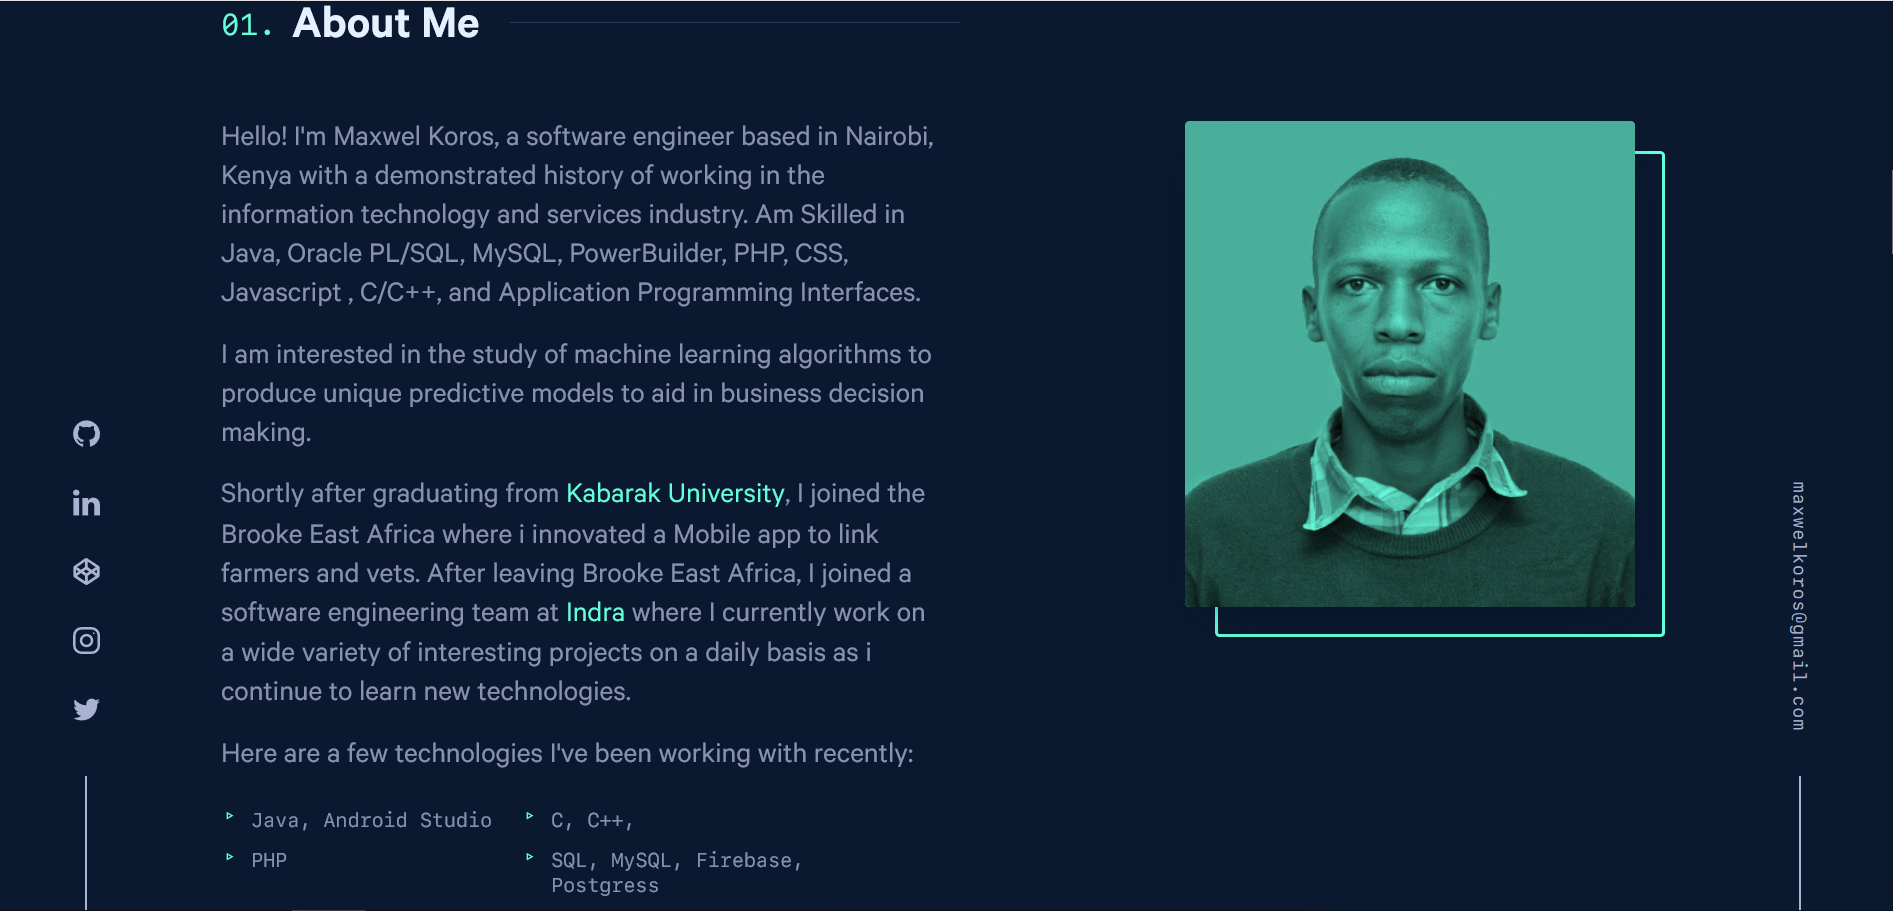 01. About Me
Hello! I'm Maxwel Koros, a software engineer based in Nairobi,
Kenya with a demonstrated history of working in the
information technology and services industry. Am Skilled in
Java, Oracle PL/SQL, MySQL, PowerBuilder, PHP, CSS,
Javascript , C/C++, and Application Programming Interfaces.
I am interested in the study of machine learning algorithms to
produce unique predictive models to aid in business decision
making.
Shortly after graduating from Kabarak University, I joined the
Brooke East Africa where i innovated a Mobile app to link
farmers and vets. After leaving Brooke East Africa, I joined a
software engineering team at Indra where I currently work on
a wide variety of interesting projects on a daily basis as i
continue to learn new technologies.
Here are a few technologies I've been working with recently:
Java, Android Studio
C, C++,
PHP
SQL, MySQL, Firebase,
Postgress
maxwelkoros@gmail.com